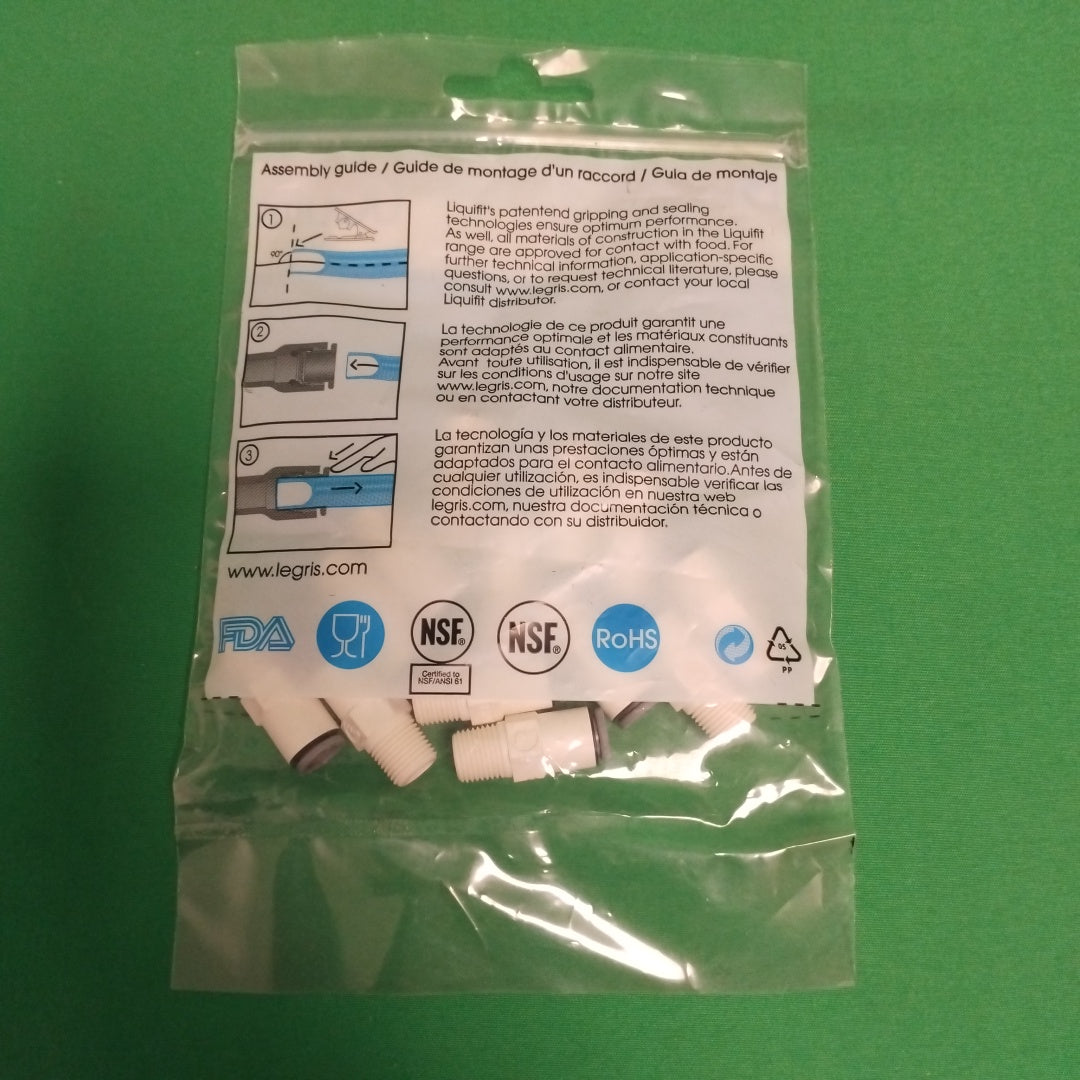 Assembly guide / Guide de montage d'un raccord / Guia de montaje
1
90°
2
3
Liquifit's patentend gripping and sealing
technologies ensure optimum performance.
As well, all materials of construction in the Liquifit
range are approved for contact with food. For
further technical information, application-specific
questions, or to request technical literature, please
consult www.legris.com, or contact your local
Liquifit distributor.
La technologie de ce produit garantit une
performance optimale et les matériaux constituants
sont adaptés au contact alimentaire.
Avant toute utilisation, il est indispensable de vérifier
sur les conditions d'usage sur notre site
www.legris.com, notre documentation technique
ou en contactant votre distributeur.
La tecnología y los materiales de este producto
garantizan unas prestaciones óptimas y están
adaptados para el contacto alimentario.Antes de
cualquier utilización, es indispensable verificar las
condiciones de utilización en nuestra web
legris.com, nuestra documentación técnica o
contactando con su distribuidor.
www.legris.com
FDA
NSF®
Certified to
NSF/ANSI 61
NSF®
RoHS
05
PP